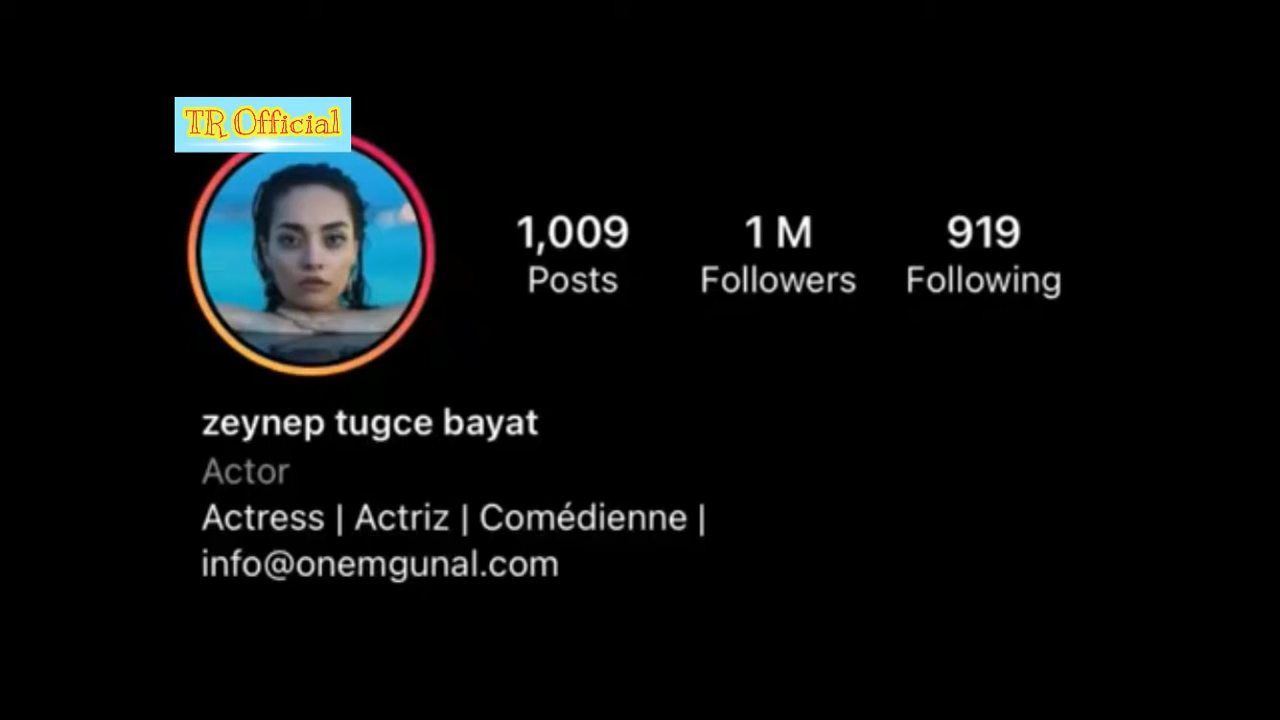 TR Official
1,009 1 M 919
Posts Followers Following
zeynep tugce bayat
Actor
Actress | Actriz | Comédienne |
info@onemgunal.com